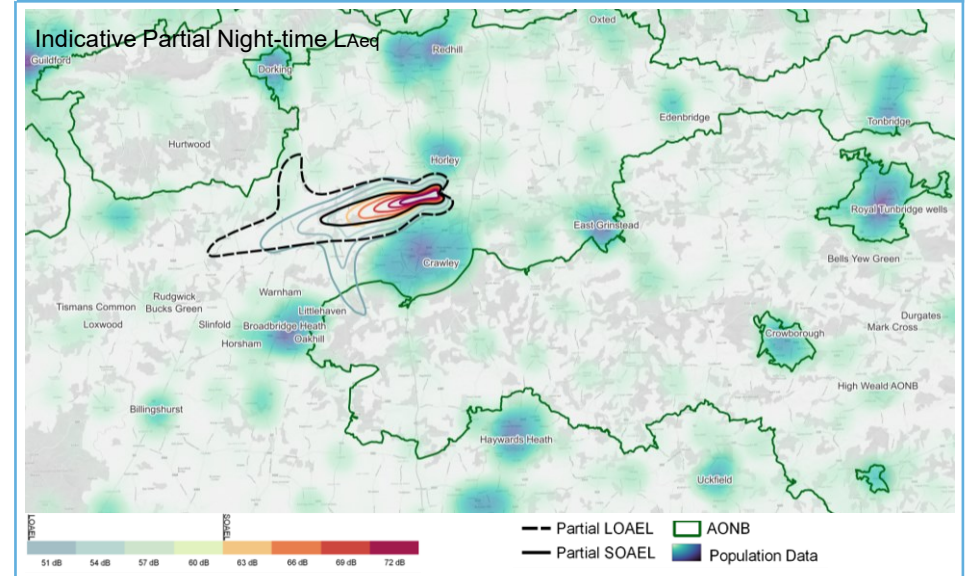 Indicative Partial Night-time LAeq
Oxted
Redhill
Guildford
Dorking
Edenbridge
Tonbridge
Hurtwood
Horley
Royal Tunbridge wells
East Grinstead
Bells Yew Green
Crawley
Warnham
Rudgwick
Bucks Green
Tismans Common
Littlehaven
Loxwood
Slinfold
Broadbridge Heath
Durgates
Mark Cross
Crowborough
Horsham
Oakhill
High Weald AONB
Billingshurst
Haywards Heath
Uckfield
LOAEL
SOAEL
51 dB 54 dB 57 dB 60 dB 63 dB 66 dB 69 dB 72 dB
Partial LOAEL
AONB
Partial SOAEL
Population Data